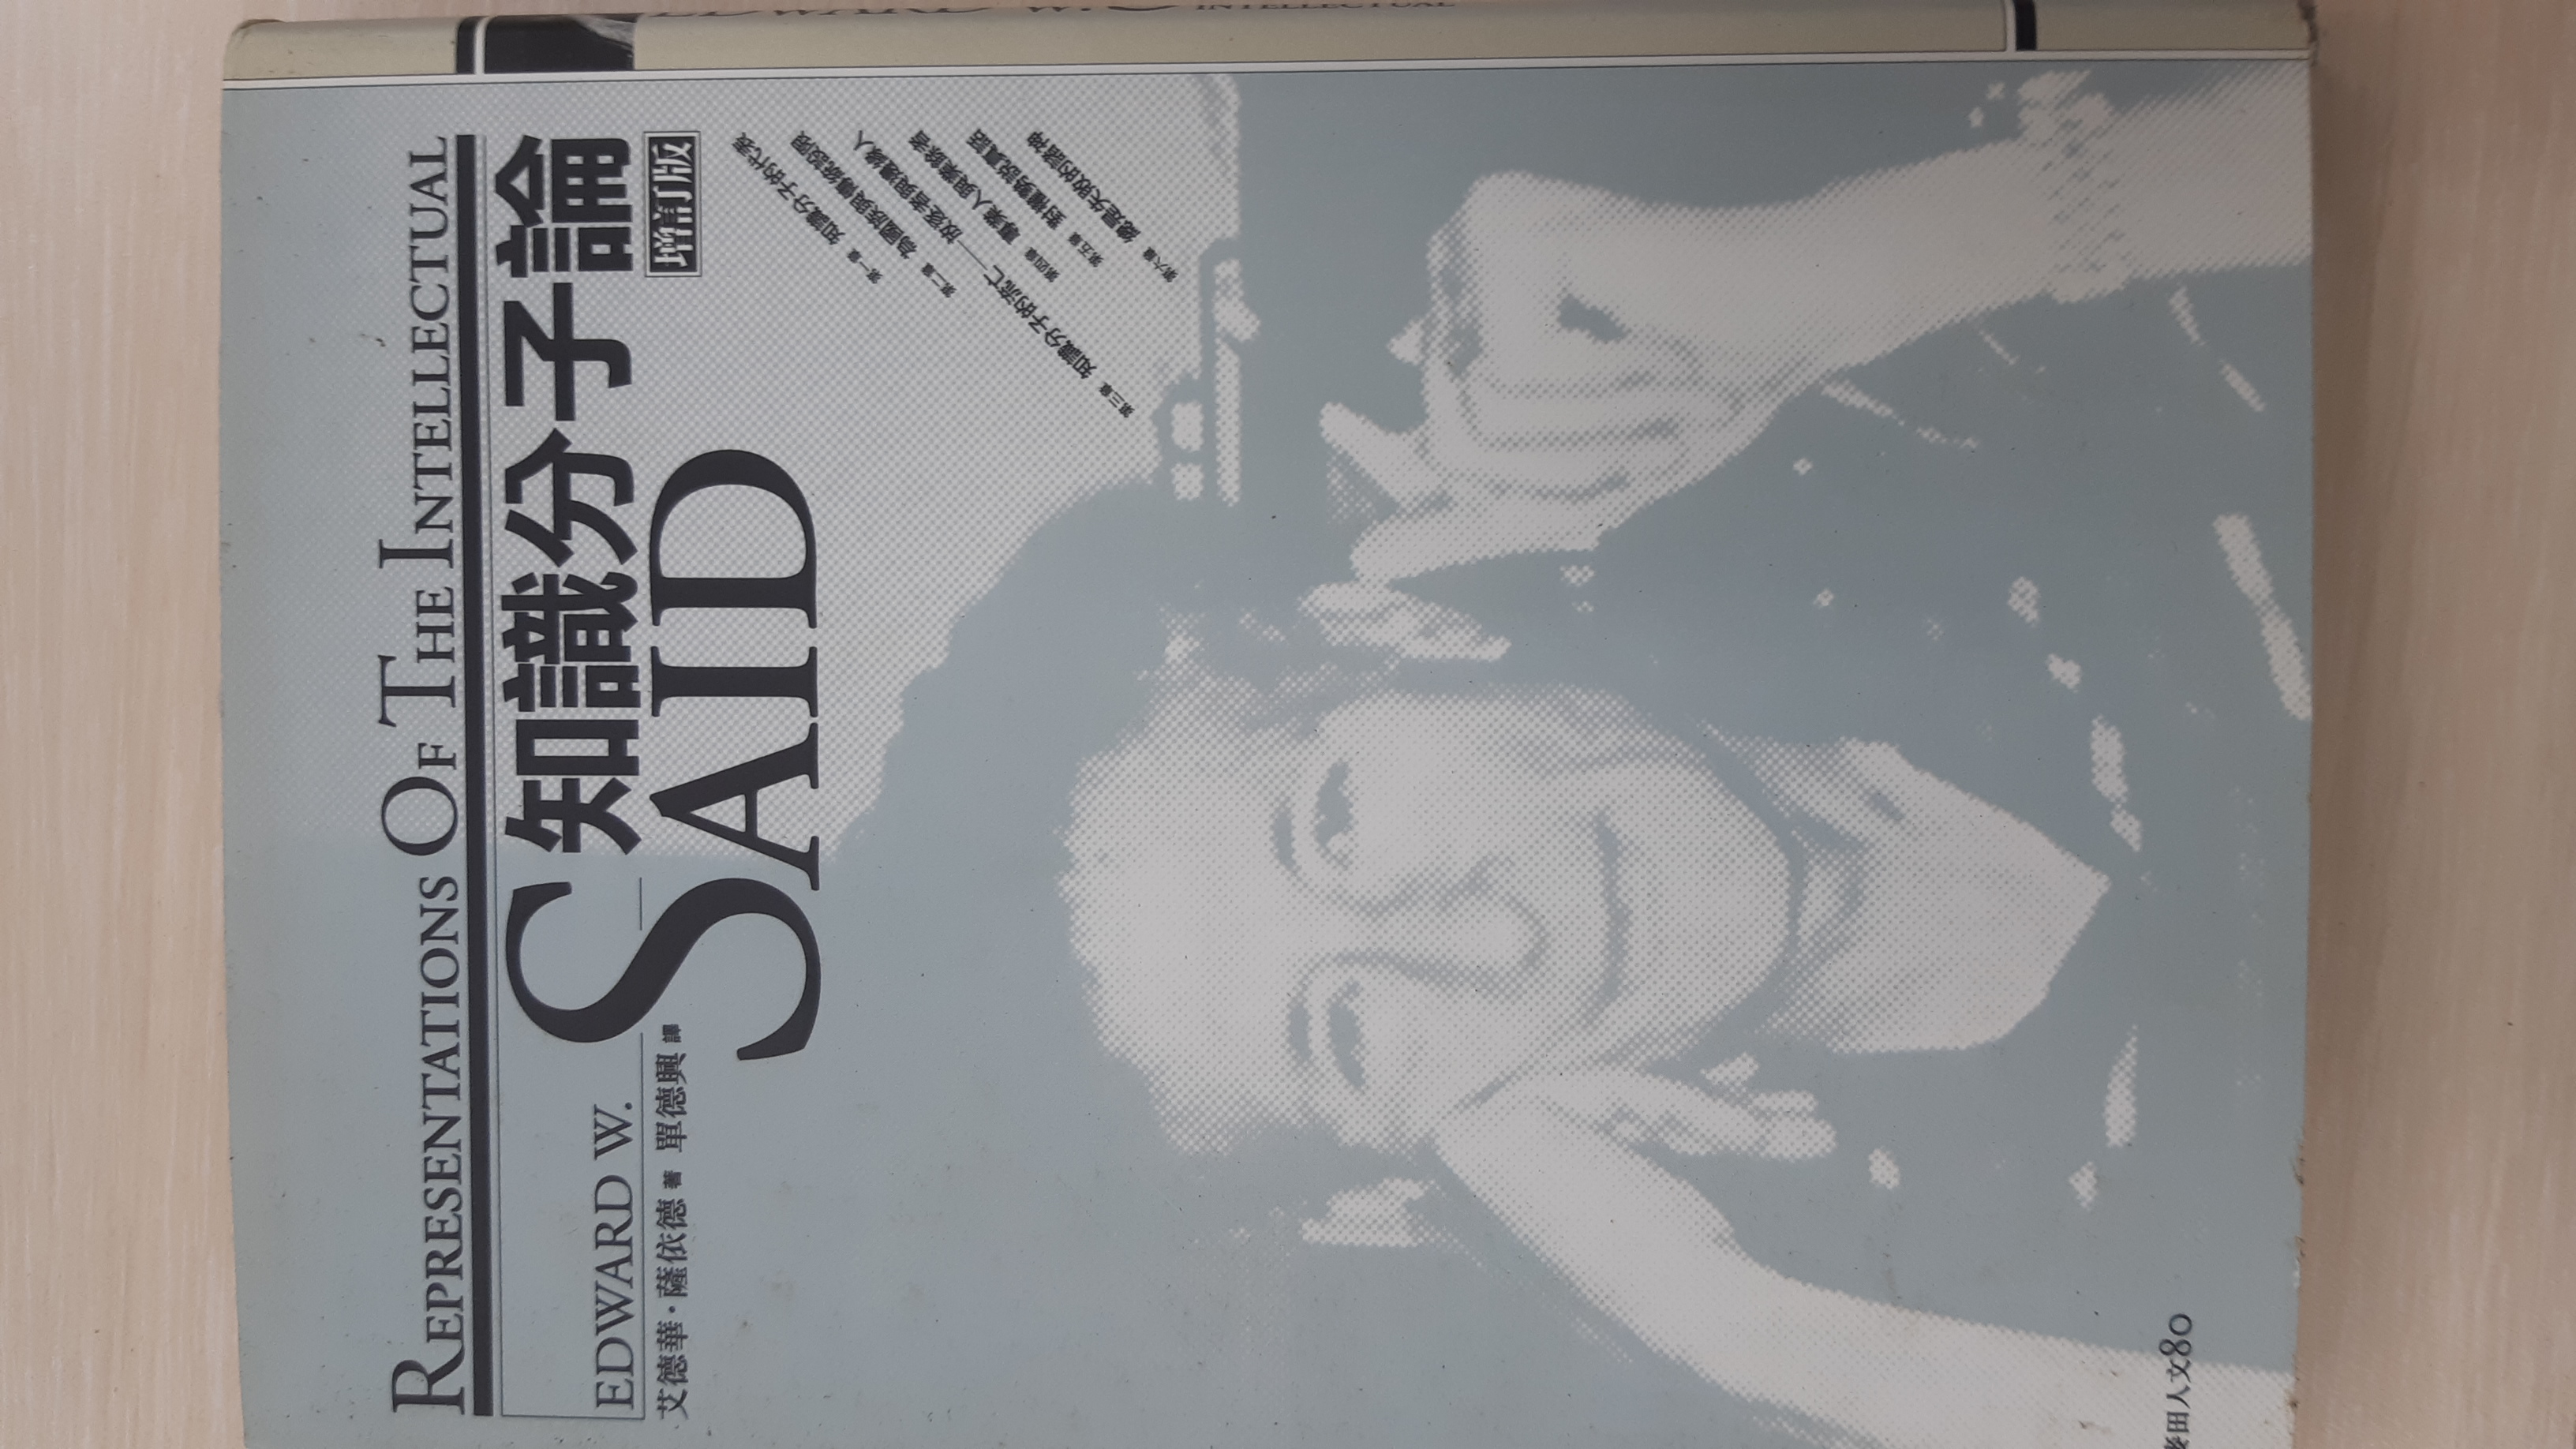 REPRESENTATIONS OF THE INTELLECTUAL
知識分子論
EDWARD W.
SAID
艾德華·薩依德 著 單德興 譯
增訂版
第一章 知識分子的代表
第二章 為國族與傳統設限
第三章 知識分子的流亡——放逐者與邊緣人
第四章 專業人與業餘者
第五章 對權勢說真話
第六章 總是失敗的諸神
麥田人文80